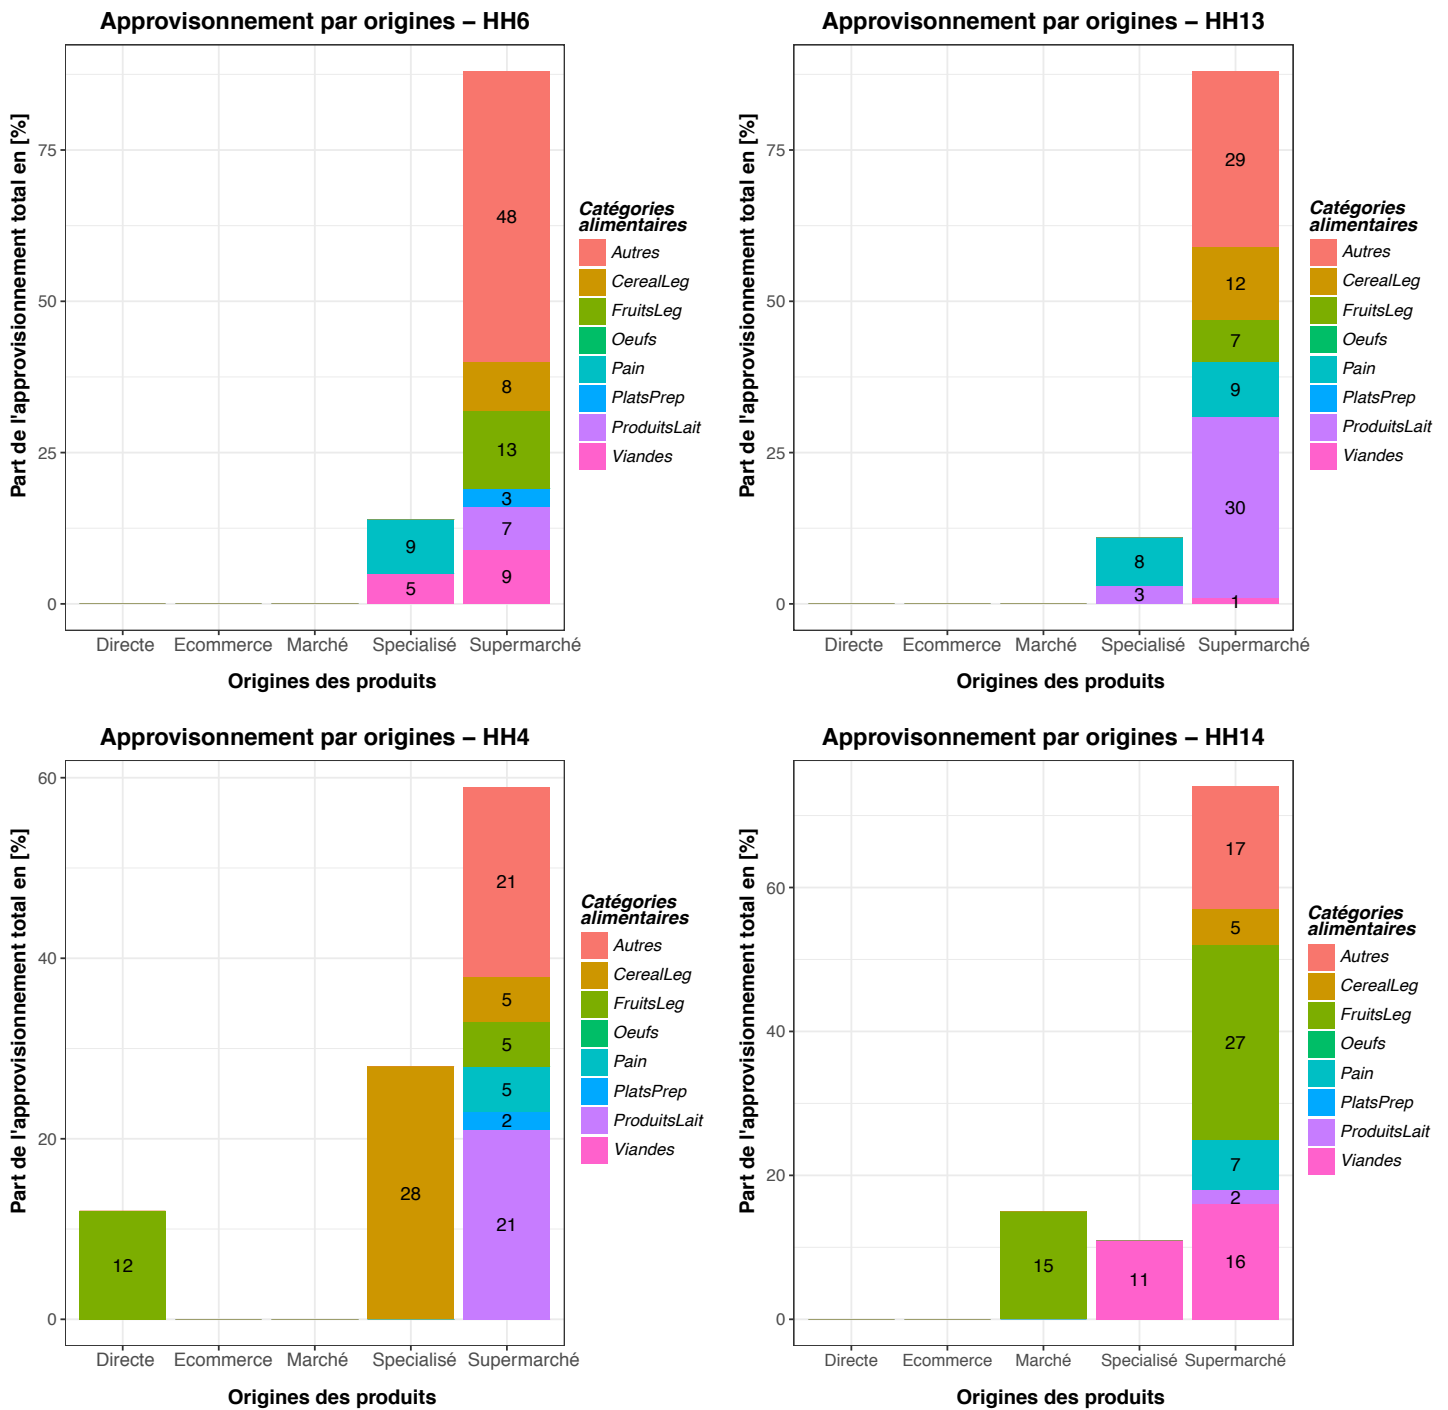 Approvisonnement par origines – HH6
Part de l'approvisionnement total en [%]
75
50
25
0
48
8
13
3
7
9
9
5
Directe
Ecommerce
Marché
Specialisé
Supermarché
Origines des produits
Catégories
alimentaires
Autres
CerealLeg
FruitsLeg
Oeufs
Pain
PlatsPrep
ProduitsLait
Viandes
Approvisonnement par origines – HH13
Part de l'approvisionnement total en [%]
75
50
25
0
29
12
7
9
30
1
8
3
Directe
Ecommerce
Marché
Specialisé
Supermarché
Origines des produits
Catégories
alimentaires
Autres
CerealLeg
FruitsLeg
Oeufs
Pain
PlatsPrep
ProduitsLait
Viandes
Approvisonnement par origines – HH4
Part de l'approvisionnement total en [%]
60
40
20
0
12
28
21
5
5
5
2
21
Directe
Ecommerce
Marché
Specialisé
Supermarché
Origines des produits
Catégories
alimentaires
Autres
CerealLeg
FruitsLeg
Oeufs
Pain
PlatsPrep
ProduitsLait
Viandes
Approvisonnement par origines – HH14
Part de l'approvisionnement total en [%]
60
40
20
0
15
11
17
5
27
7
2
16
Directe
Ecommerce
Marché
Specialisé
Supermarché
Origines des produits
Catégories
alimentaires
Autres
CerealLeg
FruitsLeg
Oeufs
Pain
PlatsPrep
ProduitsLait
Viandes